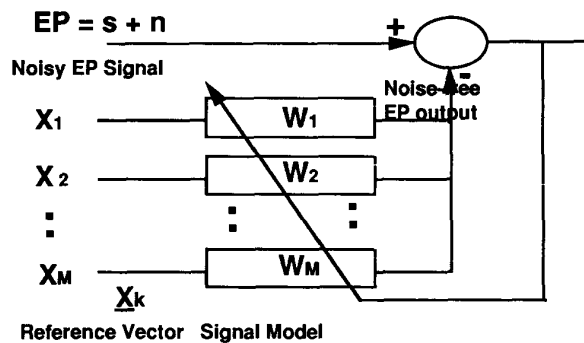 EP = s + n
+
Noisy EP Signal
-
Noise-free
EP output
X1
W1
X2
W2
XM
WM
Xk
Reference Vector Signal Model